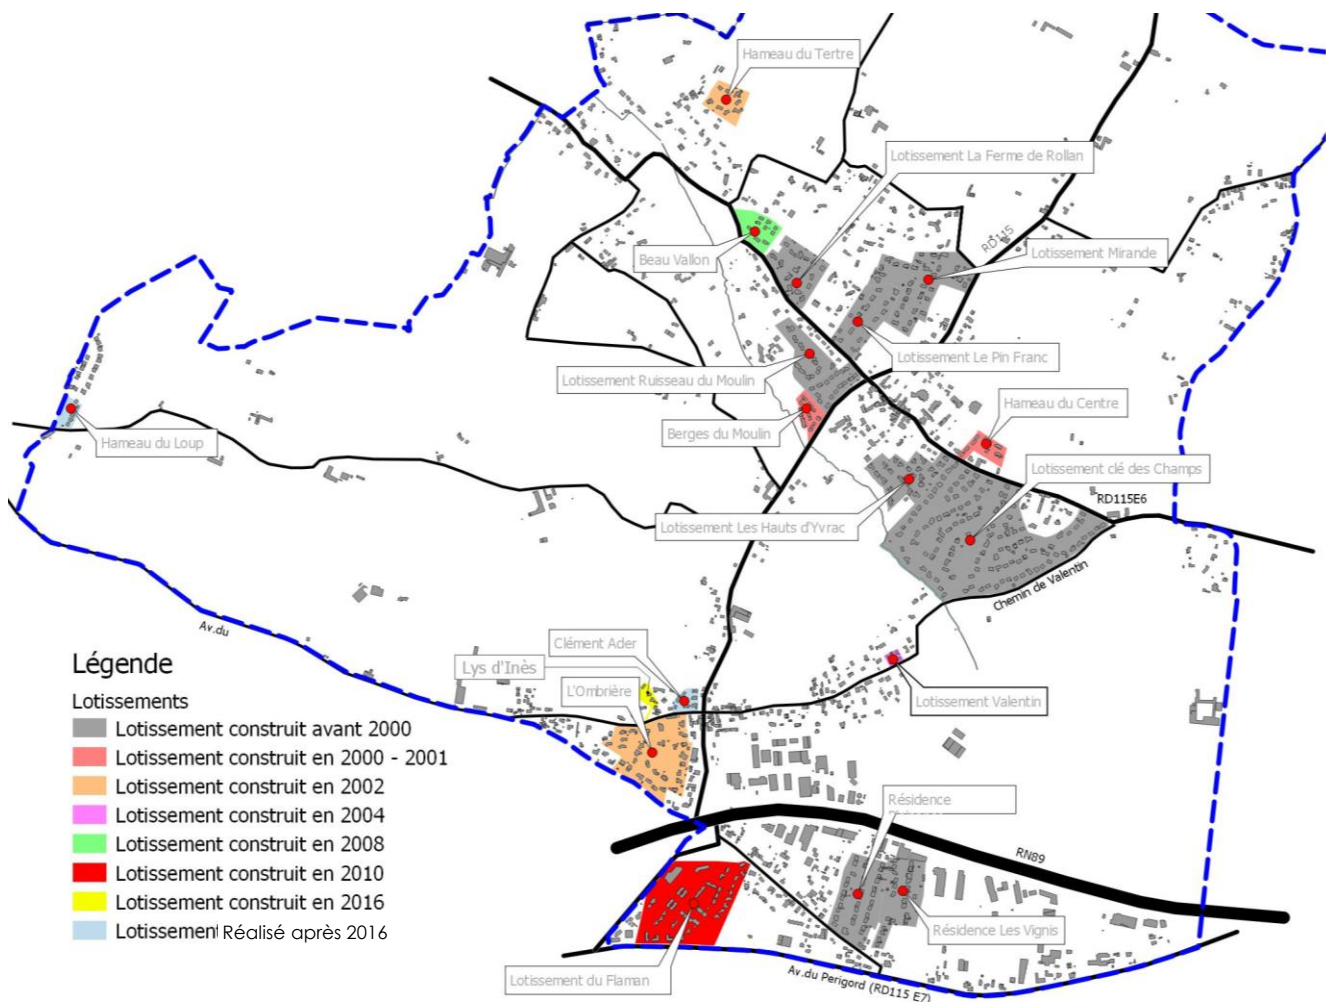 Hameau du Tertre
Lotissement La Ferme de Rollan
RD115
Lotissement Mirande
Beau Vallon
Lotissement Le Pin Franc
Lotissement Ruisseau du Moulin
Hameau du Centre
Berges du Moulin
Hameau du Loup
Lotissement clé des Champs
RD115E6
Lotissement Les Hauts d'Yvrac
Chemin de Valentin
Av.du
Clément Ader
Lys d'Inès
L'Ombrière
Lotissement Valentin
Légende
Lotissements
Lotissement construit avant 2000
Lotissement construit en 2000 - 2001
Lotissement construit en 2002
Lotissement construit en 2004
Lotissement construit en 2008
Lotissement construit en 2010
Lotissement construit en 2016
Lotissement Réalisé après 2016
Résidence
RN89
Résidence Les Vignis
Lotissement du Flaman
Av.du Perigord (RD115 E7)